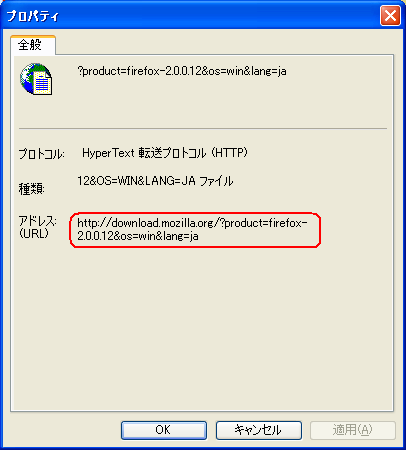 プロパティ
全般
?product=firefox-2.0.0.12&os=win&lang=ja
プロトコル: HyperText 転送プロトコル (HTTP)
種類: 12&OS=WIN&LANG=JA ファイル
アドレス: http://download.mozilla.org/?product=firefox-
(URL) 2.0.0.12&os=win&lang=ja
OK キャンセル 適用(A)